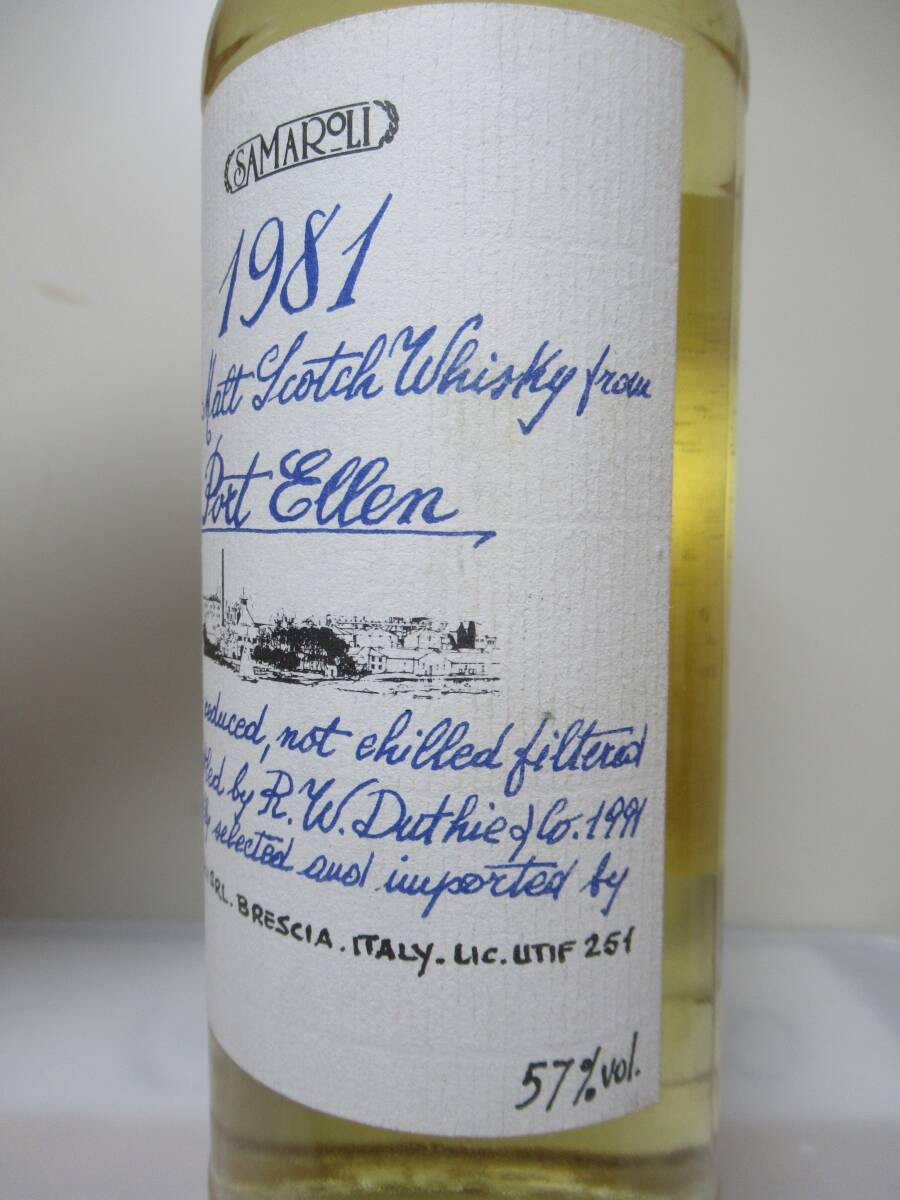 SAMAROLI
1981
Malt Scotch Whisky from
Port Ellen
not chilled filtered
by R. W. Duthie & Co. 1991
selected and imported by
SRL. BRESCIA. ITALY. LIC. UTIF 251
57% vol.